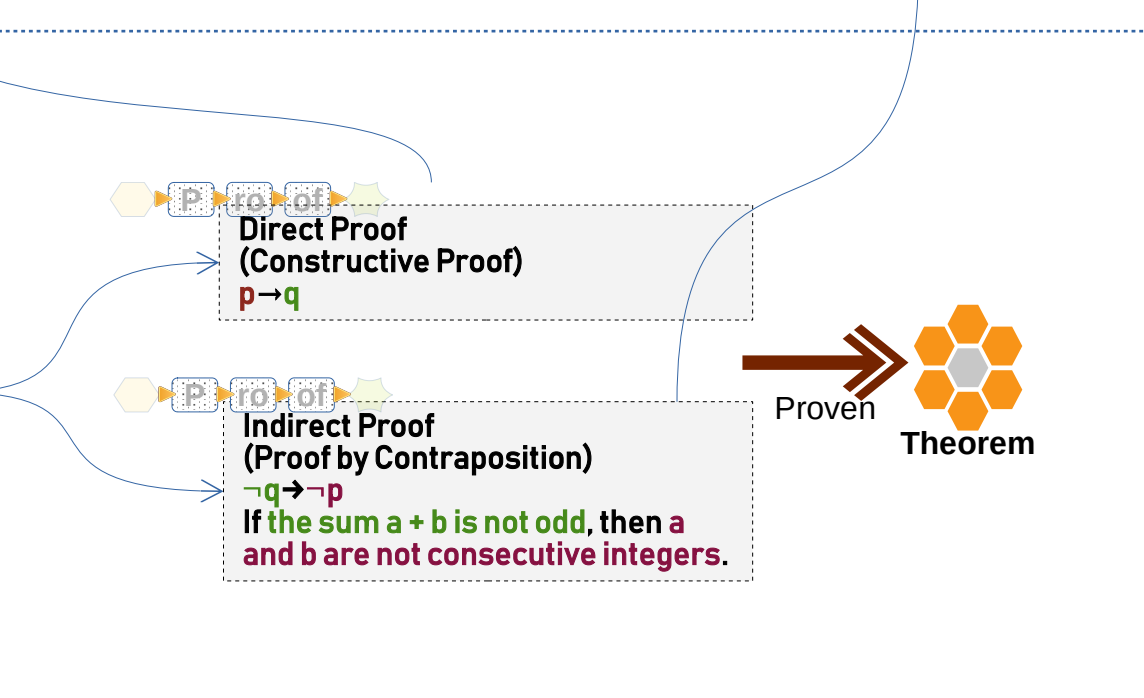 P ro of
Direct Proof
(Constructive Proof)
p→q
P ro of
Indirect Proof
(Proof by Contraposition)
¬q→¬p
If the sum a + b is not odd, then a
and b are not consecutive integers.
Proven
Theorem